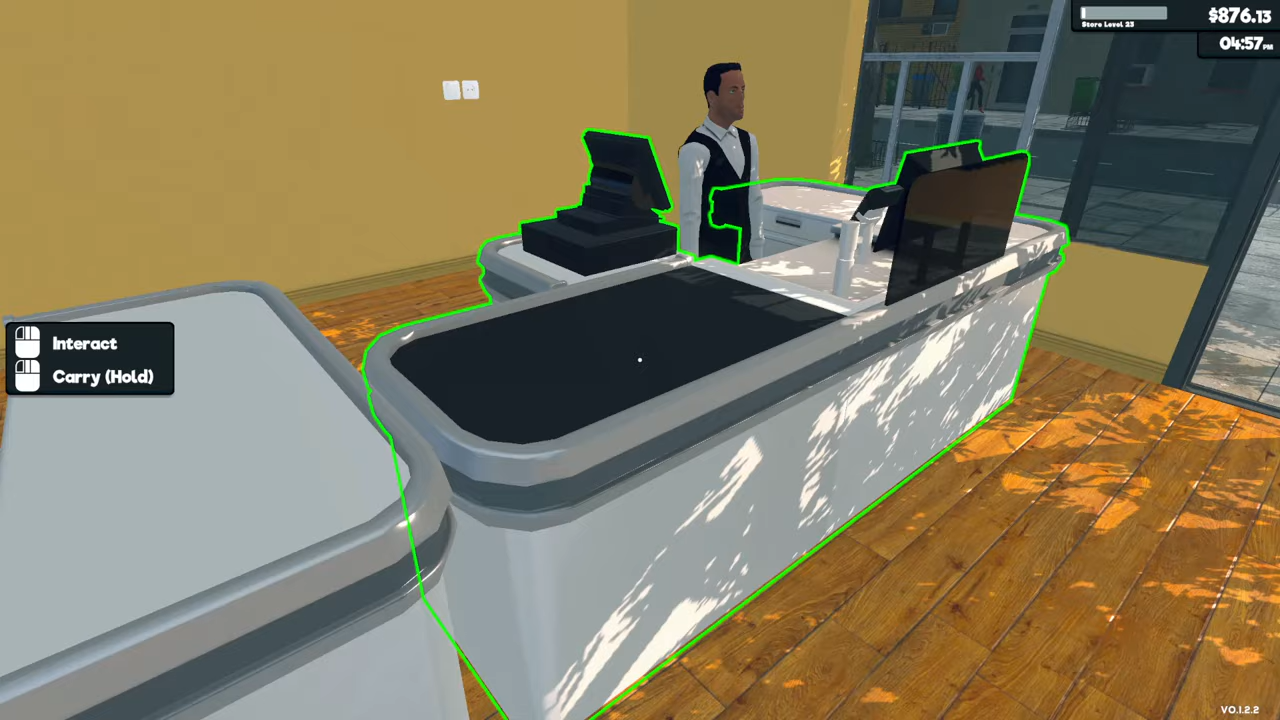 $876.13
Store Level 23
04:57PM
Interact
Carry (Hold)
V0.1.2.2